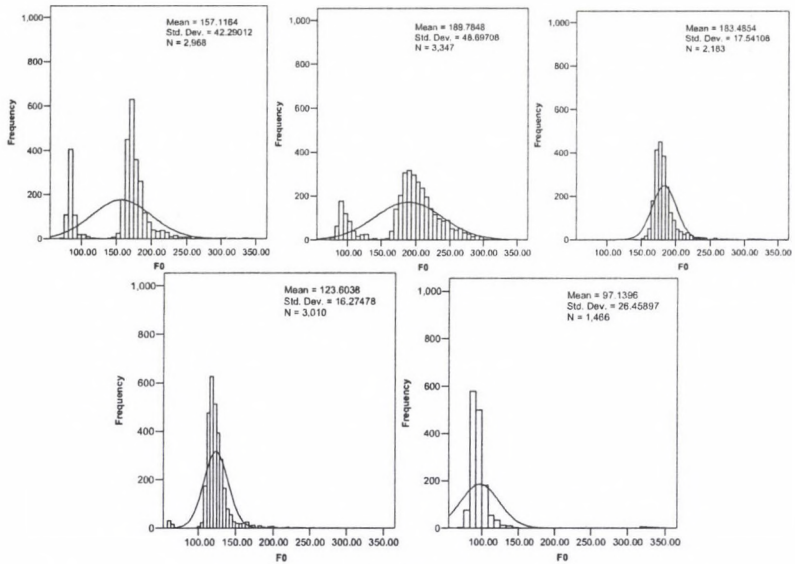 Mean = 157.1164
Std. Dev. = 42.29012
N = 2,968
1,000
800
600
400
200
0
Frequency
50.00 100.00 150.00 200.00 250.00 300.00 350.00
F0
Mean = 189.7848
Std. Dev. = 48.69708
N = 3,347
1,000
800
600
400
200
0
Frequency
100.00 150.00 200.00 250.00 300.00 350.00
F0
Mean = 183.4854
Std. Dev. = 17.54108
N = 2,183
1,000
800
600
400
200
0
Frequency
100.00 150.00 200.00 250.00 300.00 350.00
F0
Mean = 123.6038
Std. Dev. = 16.27478
N = 3,010
1,000
800
600
400
200
0
Frequency
100.00 150.00 200.00 250.00 300.00 350.00
F0
Mean = 97.1396
Std. Dev. = 26.45897
N = 1,466
1,000
800
600
400
200
0
Frequency
100.00 150.00 200.00 250.00 300.00 350.00
F0